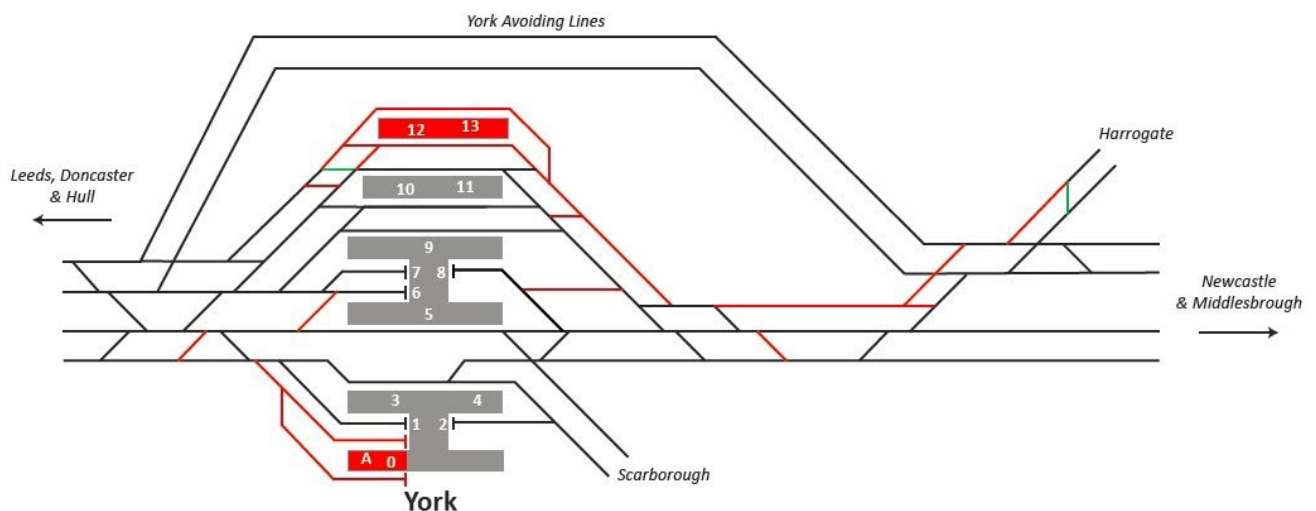 York Avoiding Lines
12 13
Harrogate
Leeds, Doncaster
& Hull
10 11
9
7 8
6
5
Newcastle
& Middlesbrough
3 4
1 2
A 0
Scarborough
York